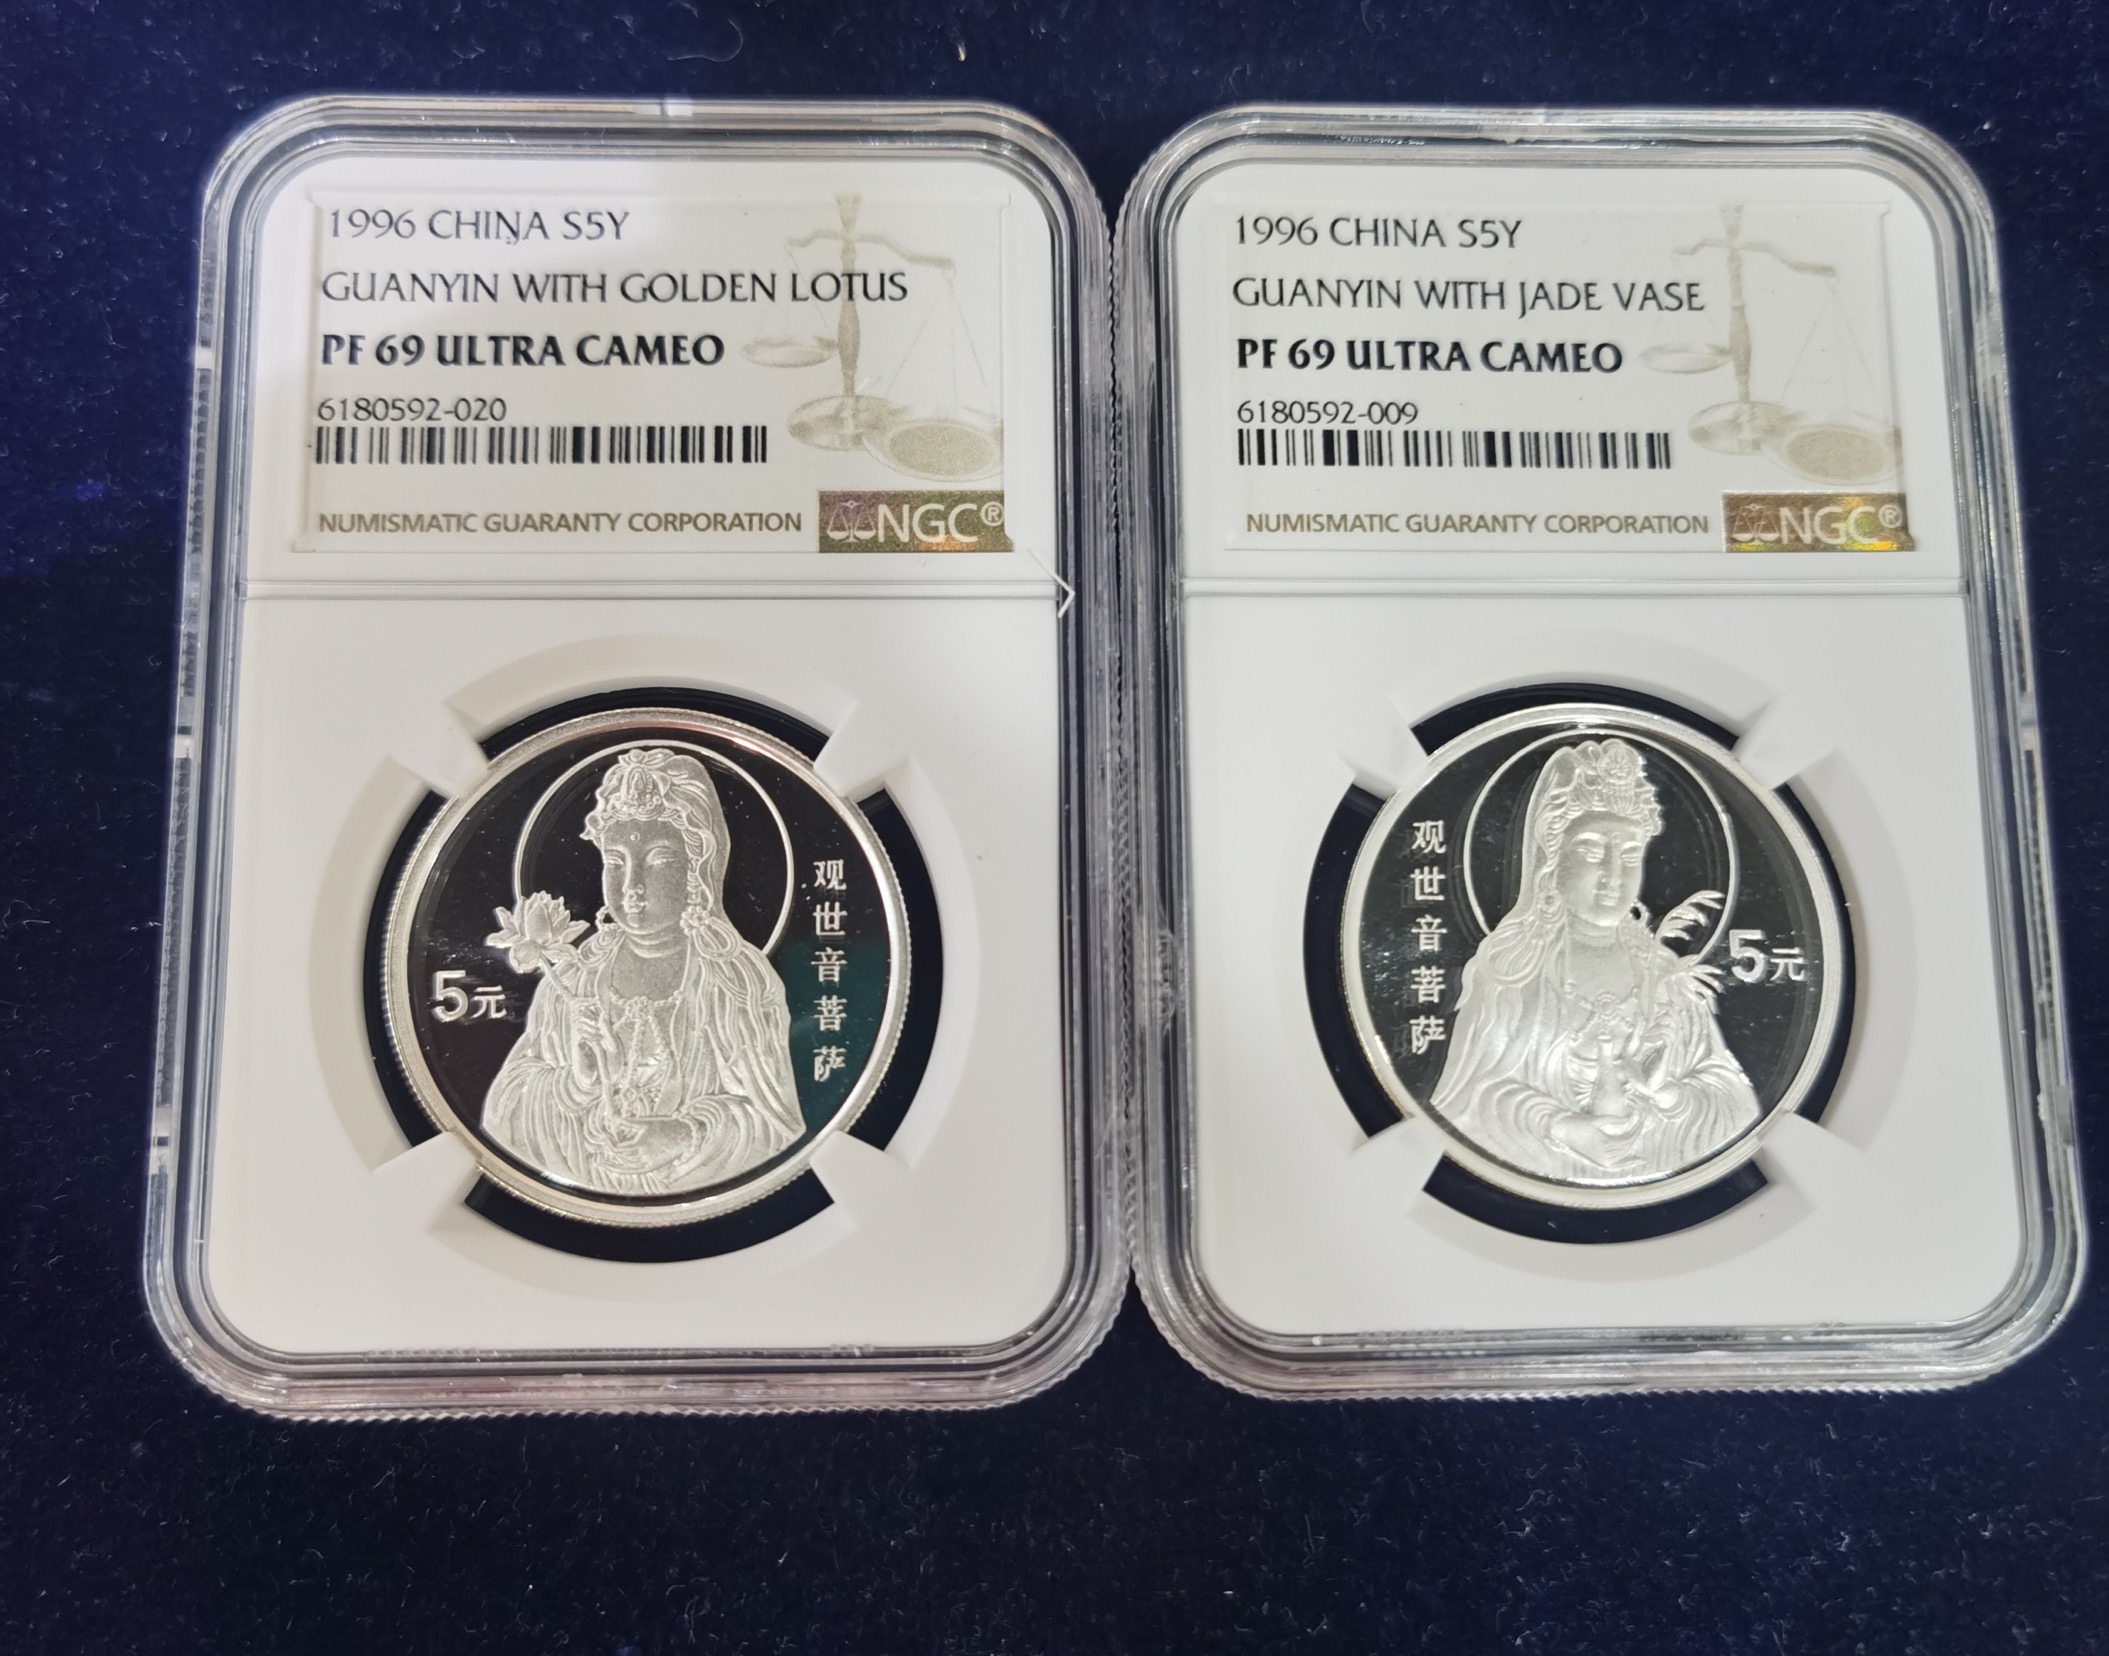 1996 CHINA S5Y
GUANYIN WITH GOLDEN LOTUS
PF 69 ULTRA CAMEO
6180592-020
NUMISMATIC GUARANTY CORPORATION
NGC®
5元
观世音菩萨
1996 CHINA S5Y
GUANYIN WITH JADE VASE
PF 69 ULTRA CAMEO
6180592-009
NUMISMATIC GUARANTY CORPORATION
NGC®
观世音菩萨
5元